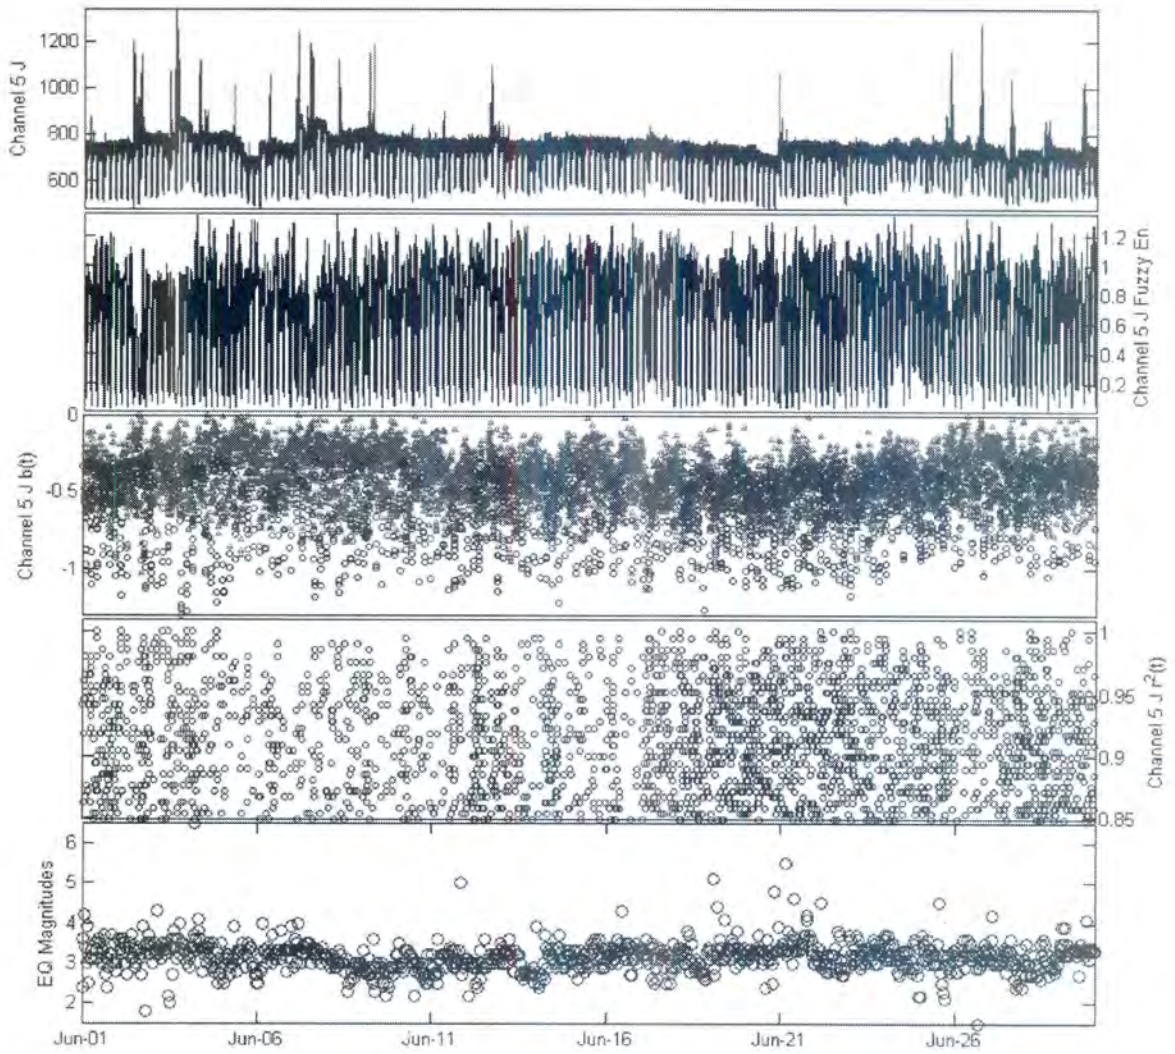 Channel 5 J
1200
1000
800
600
Channel 5 J Fuzzy En
1.2
1
0.8
0.6
0.4
0.2
Channel 5 J b(t)
0
-0.5
-1
Channel 5 J r²(t)
1
0.95
0.9
0.85
EQ Magnitudes
6
5
4
3
2
Jun-01
Jun-06
Jun-11
Jun-16
Jun-21
Jun-26